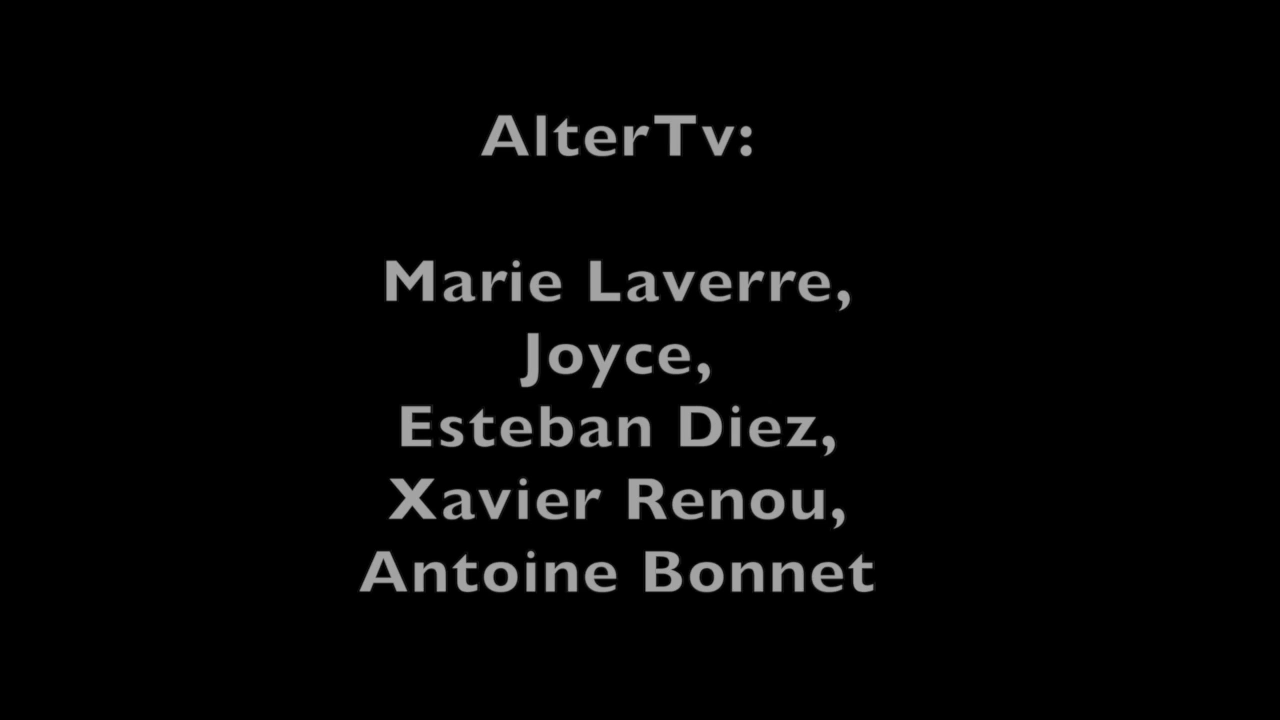 AlterTv:
Marie Laverre,
Joyce,
Esteban Diez,
Xavier Renou,
Antoine Bonnet